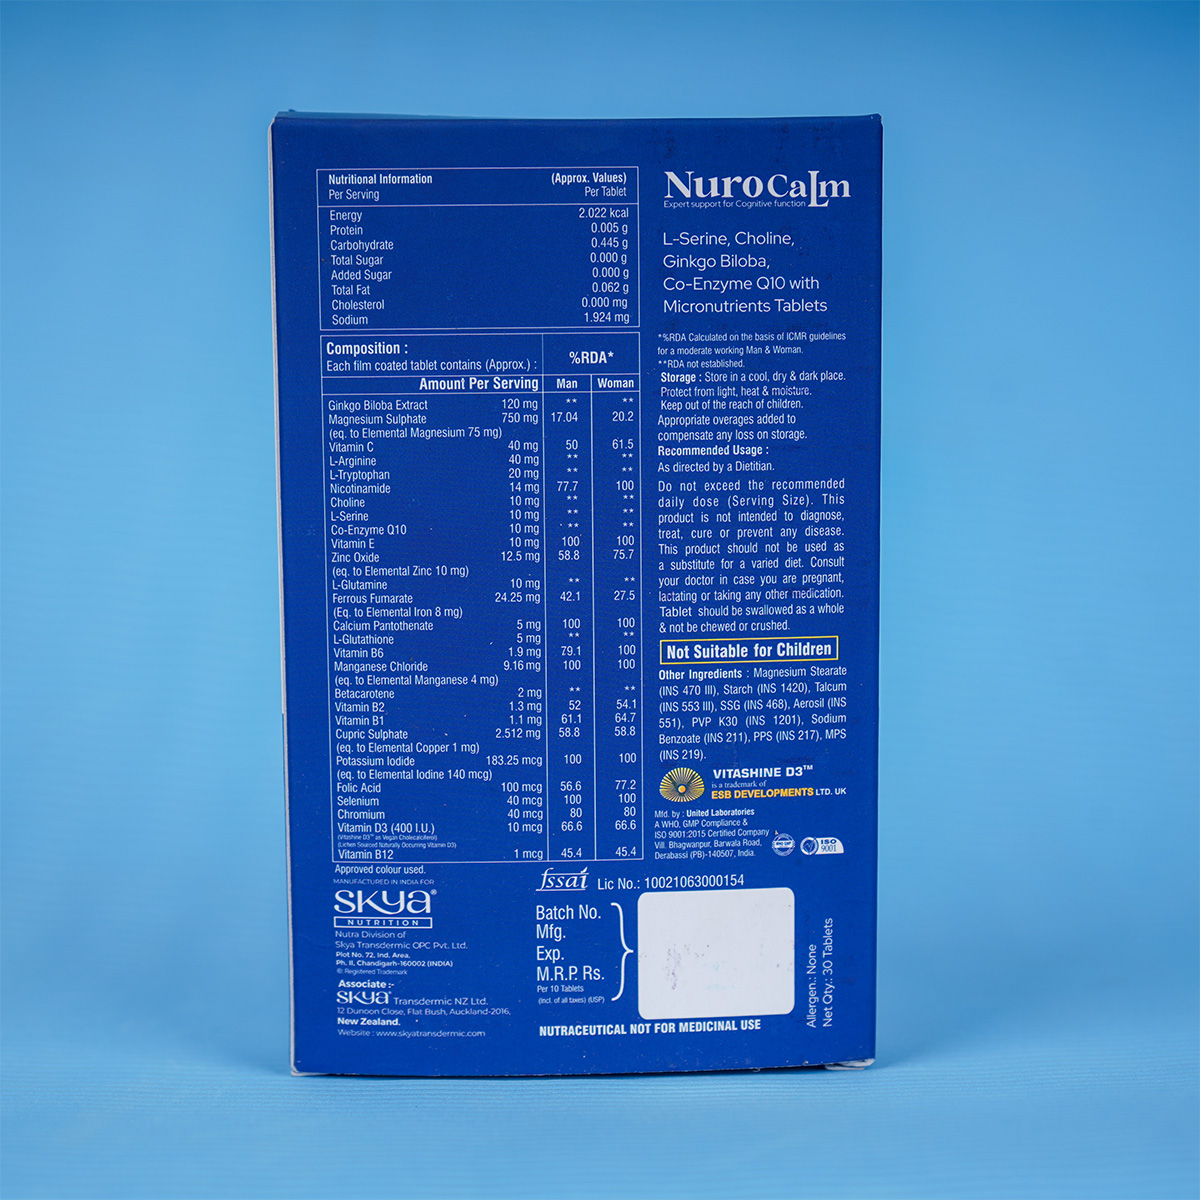 Nutritional Information (Approx. Values)
Per Serving Per Tablet
Energy 2.022 kcal
Protein 0.005 g
Carbohydrate 0.445 g
Total Sugar 0.000 g
Added Sugar 0.000 g
Total Fat 0.062 g
Cholesterol 0.000 mg
Sodium 1.924 mg
Composition :
Each film coated tablet contains (Approx.) :
%RDA*
Amount Per Serving Man Woman
Ginkgo Biloba Extract 120 mg ** **
Magnesium Sulphate 750 mg 17.04 20.2
(eq. to Elemental Magnesium 75 mg)
Vitamin C 40 mg 50 61.5
L-Arginine 40 mg ** **
L-Tryptophan 20 mg ** **
Nicotinamide 14 mg 77.7 100
Choline 10 mg ** **
L-Serine 10 mg ** **
Co-Enzyme Q10 10 mg ** **
Vitamin E 10 mg 100 100
Zinc Oxide 12.5 mg 58.8 75.7
(eq. to Elemental Zinc 10 mg)
L-Glutamine 10 mg ** **
Ferrous Fumarate 24.25 mg 42.1 27.5
(Eq. to Elemental Iron 8 mg)
Calcium Pantothenate 5 mg 100 100
L-Glutathione 5 mg ** **
Vitamin B6 1.9 mg 79.1 100
Manganese Chloride 9.16 mg 100 100
(eq. to Elemental Manganese 4 mg)
Betacarotene 2 mg ** **
Vitamin B2 1.3 mg 52 54.1
Vitamin B1 1.1 mg 61.1 64.7
Cupric Sulphate 2.512 mg 58.8 58.8
(eq. to Elemental Copper 1 mg)
Potassium Iodide 183.25 mcg 100 100
(eq. to Elemental Iodine 140 mcg)
Folic Acid 100 mcg 56.6 77.2
Selenium 40 mcg 100 100
Chromium 40 mcg 80 80
Vitamin D3 (400 I.U.) 10 mcg 66.6 66.6
(Vitashine D3™ as Vegan Cholecalciferol)
(Lichen Sourced Naturally Occurring Vitamin D3)
Vitamin B12 1 mcg 45.4 45.4
Approved colour used.
MANUFACTURED IN INDIA FOR
SKya®
NUTRITION
Nutra Division of
Skya Transdermic OPC Pvt. Ltd.
Plot No. 72, Ind. Area,
Ph. II, Chandigarh-160002 (INDIA)
® Registered Trademark
Associate :-
SKya® Transdermic NZ Ltd.
12 Dunoon Close, Flat Bush, Auckland-2016,
New Zealand.
Website : www.skyatransdermic.com
NuroCaLm
Expert support for Cognitive function
L-Serine, Choline,
Ginkgo Biloba,
Co-Enzyme Q10 with
Micronutrients Tablets
*%RDA Calculated on the basis of ICMR guidelines
for a moderate working Man & Woman.
**RDA not established.
Storage : Store in a cool, dry & dark place.
Protect from light, heat & moisture.
Keep out of the reach of children.
Appropriate overages added to
compensate any loss on storage.
Recommended Usage :
As directed by a Dietitian.
Do not exceed the recommended
daily dose (Serving Size). This
product is not intended to diagnose,
treat, cure or prevent any disease.
This product should not be used as
a substitute for a varied diet. Consult
your doctor in case you are pregnant,
lactating or taking any other medication.
Tablet should be swallowed as a whole
& not be chewed or crushed.
Not Suitable for Children
Other Ingredients : Magnesium Stearate
(INS 470 III), Starch (INS 1420), Talcum
(INS 553 III), SSG (INS 468), Aerosil (INS
551), PVP K30 (INS 1201), Sodium
Benzoate (INS 211), PPS (INS 217), MPS
(INS 219).
VITASHINE D3™
is a trademark of
ESB DEVELOPMENTS LTD. UK
Mfd. by : United Laboratories
A WHO, GMP Compliance &
ISO 9001:2015 Certified Company
Vill. Bhagwanpur, Barwala Road,
Derabassi (PB)-140507, India.
ISO
9001
fssai Lic No.: 10021063000154
Batch No.
Mfg.
Exp.
M.R.P. Rs.
Per 10 Tablets
(Incl. of all taxes) (USP)
Allergen.: None
Net Qty.: 30 Tablets
NUTRACEUTICAL NOT FOR MEDICINAL USE